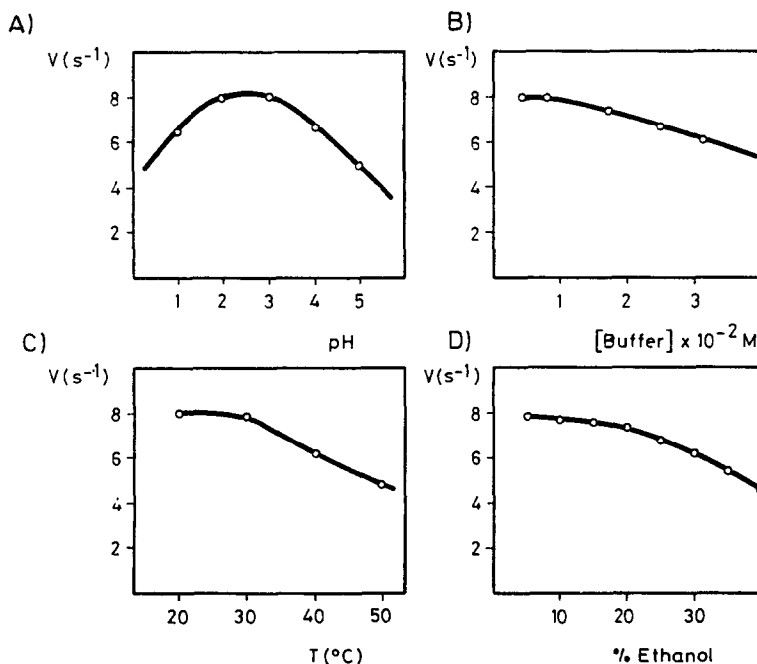 A)
V (s⁻¹)
8
6
4
2
1 2 3 4 5
pH
B)
V (s⁻¹)
8
6
4
2
1 2 3
[Buffer] x 10⁻² M
C)
V (s⁻¹)
8
6
4
2
20 30 40 50
T (°C)
D)
V (s⁻¹)
8
6
4
2
10 20 30
% Ethanol